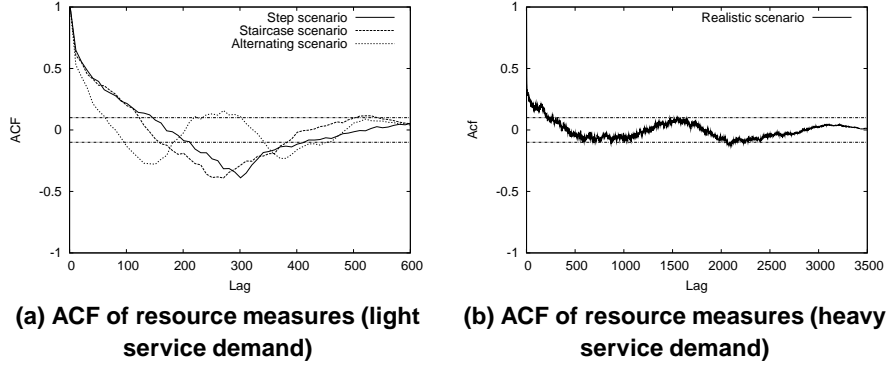 1
0.5
0
-0.5
-1
ACF
Step scenario
Staircase scenario
Alternating scenario
0 100 200 300 400 500 600
Lag
(a) ACF of resource measures (light
service demand)
1
0.5
0
-0.5
-1
Acf
Realistic scenario
0 500 1000 1500 2000 2500 3000 3500
Lag
(b) ACF of resource measures (heavy
service demand)